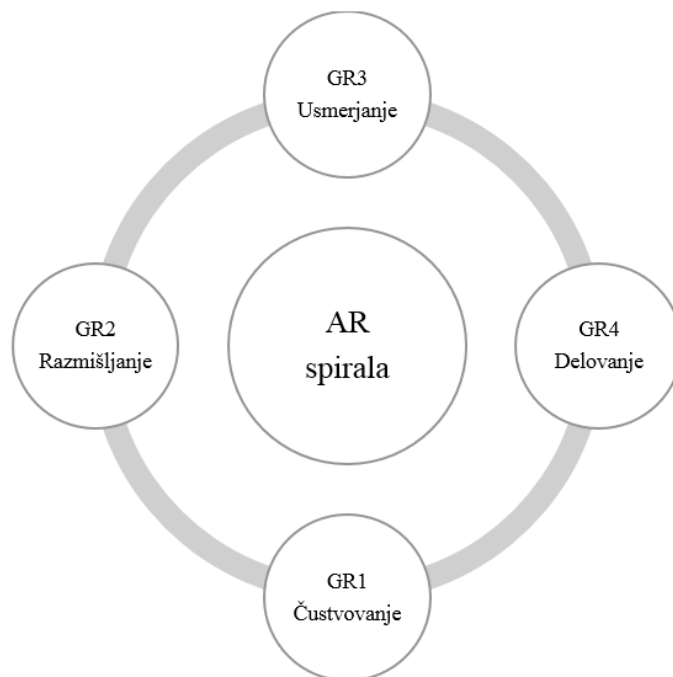 GR3
Usmerjanje
GR2
Razmišljanje
AR
spirala
GR4
Delovanje
GR1
Čustvovanje